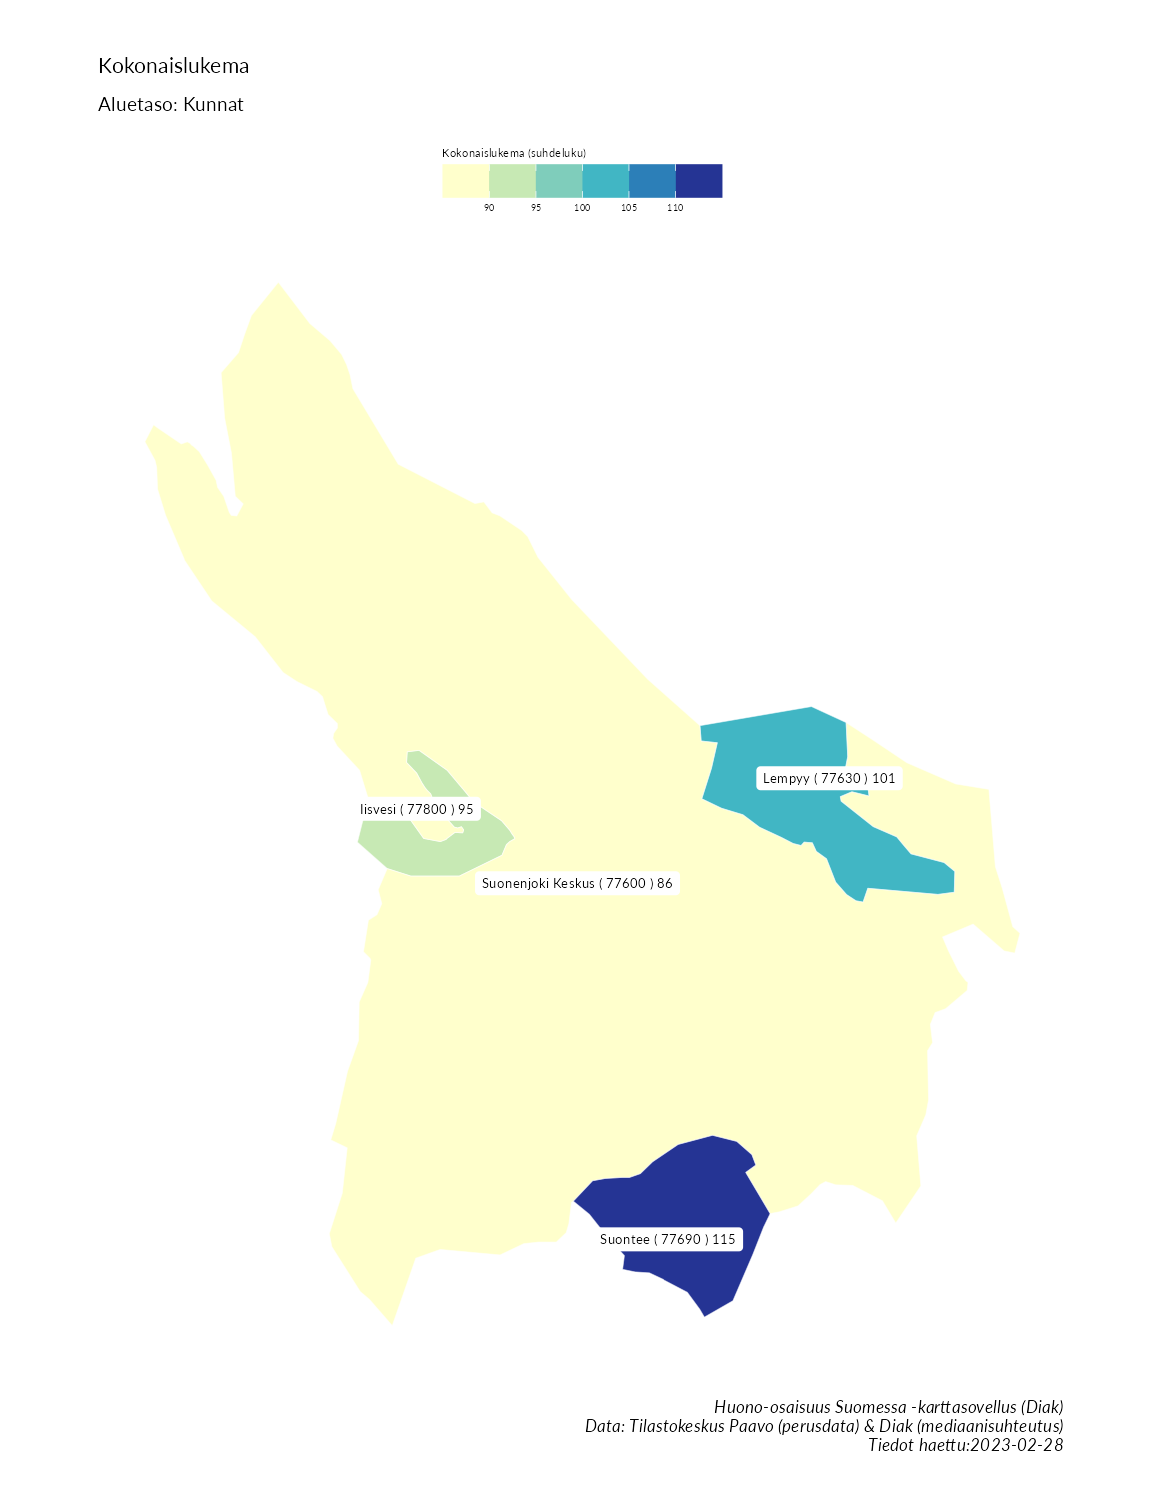 Kokonaislukema
Aluetaso: Kunnat
Kokonaislukema (suhdeluku)
90 95 100 105 110
Lempyy ( 77630 ) 101
Iisvesi ( 77800 ) 95
Suonenjoki Keskus ( 77600 ) 86
Suontee ( 77690 ) 115
Huono-osaisuus Suomessa -karttasovellus (Diak)
Data: Tilastokeskus Paavo (perusdata) & Diak (mediaanisuhteutus)
Tiedot haettu:2023-02-28